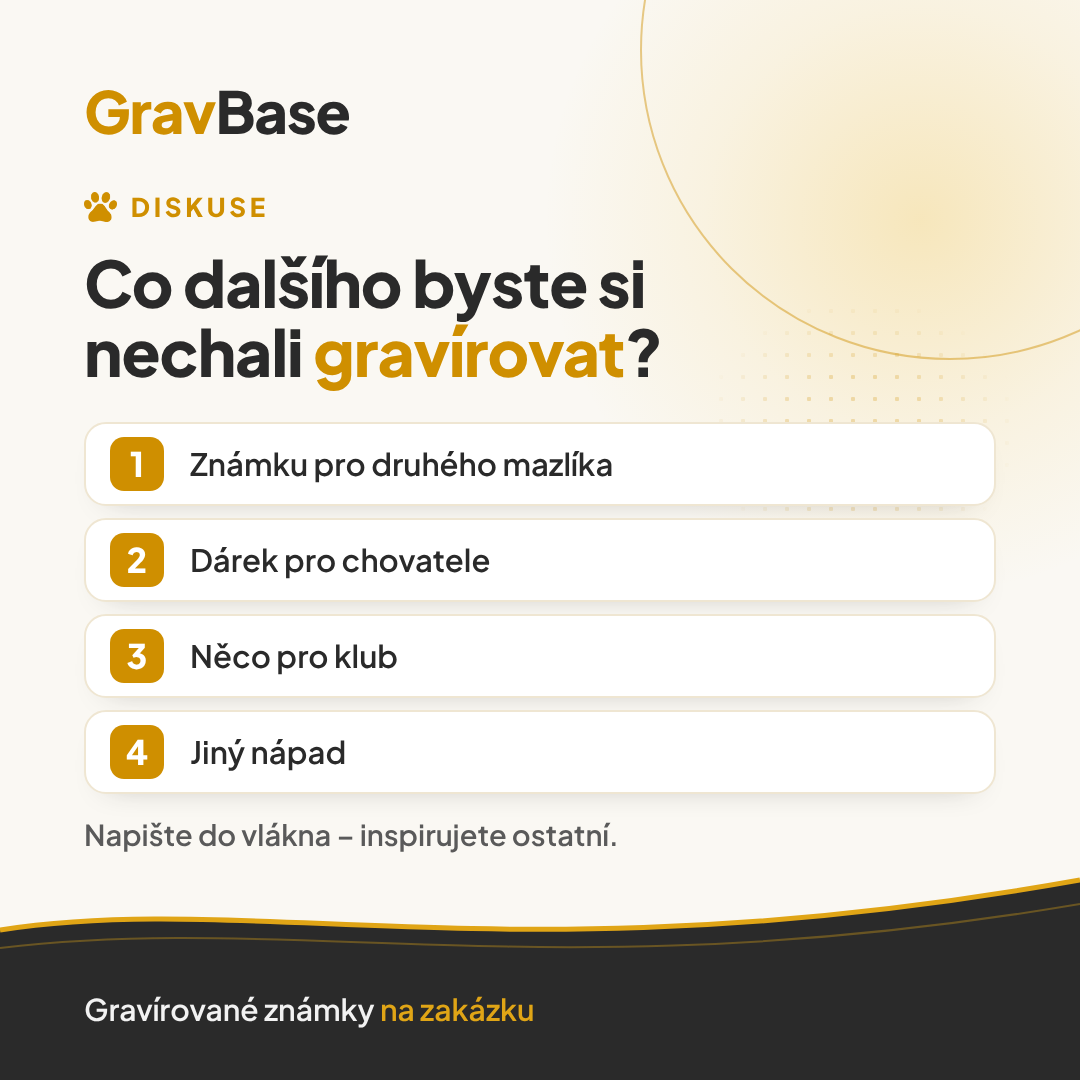 GravBase
DISKUSE
Co dalšího byste si
nechali gravírovat?
1 Známku pro druhého mazlíka
2 Dárek pro chovatele
3 Něco pro klub
4 Jiný nápad
Napište do vlákna – inspirujete ostatní.
Gravírované známky na zakázku